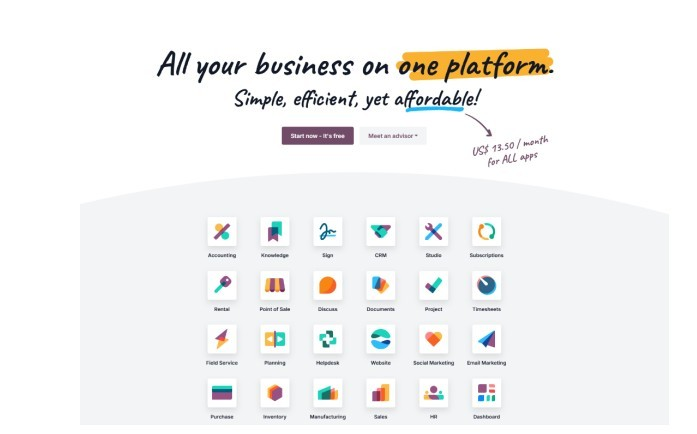 All your business on one platform.
Simple, efficient, yet affordable!
Start now - It's free
Meet an advisor
US$ 13.50 / month
for ALL apps
Accounting
Knowledge
Sign
CRM
Studio
Subscriptions
Rental
Point of Sale
Discuss
Documents
Project
Timesheets
Field Service
Planning
Helpdesk
Website
Social Marketing
Email Marketing
Purchase
Inventory
Manufacturing
Sales
HR
Dashboard